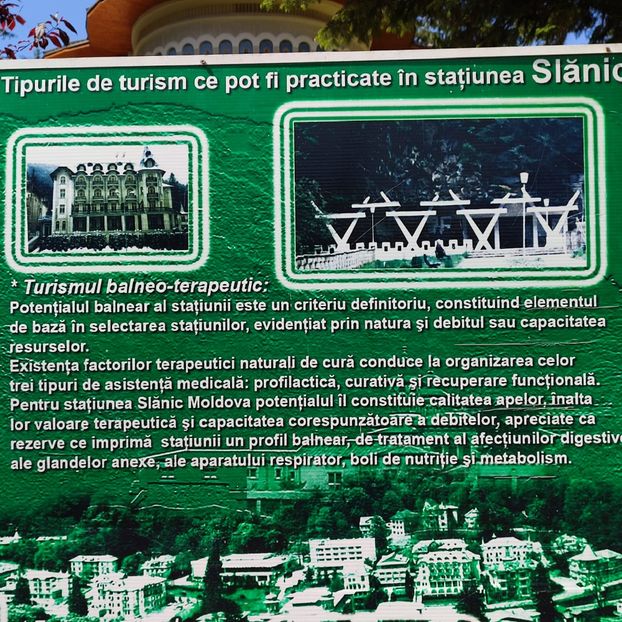 Tipurile de turism ce pot fi practicate în stațiunea Slănic
* Turismul balneo-terapeutic:
Potențialul balnear al stațiunii este un criteriu definitoriu, constituind elementul
de bază în selectarea stațiunilor, evidențiat prin natura şi debitul sau capacitatea
resurselor.
Existența factorilor terapeutici naturali de cură conduce la organizarea celor
trei tipuri de asistență medicală: profilactică, curativă şi recuperare funcțională.
Pentru stațiunea Slănic Moldova potențialul îl constituie calitatea apelor, înalta
lor valoare terapeutică şi capacitatea corespunzătoare a debitelor, apreciate ca
rezerve ce imprimă stațiunii un profil balnear, de tratament al afecțiunilor digestive
ale glandelor anexe, ale aparatului respirator, boli de nutriție şi metabolism.